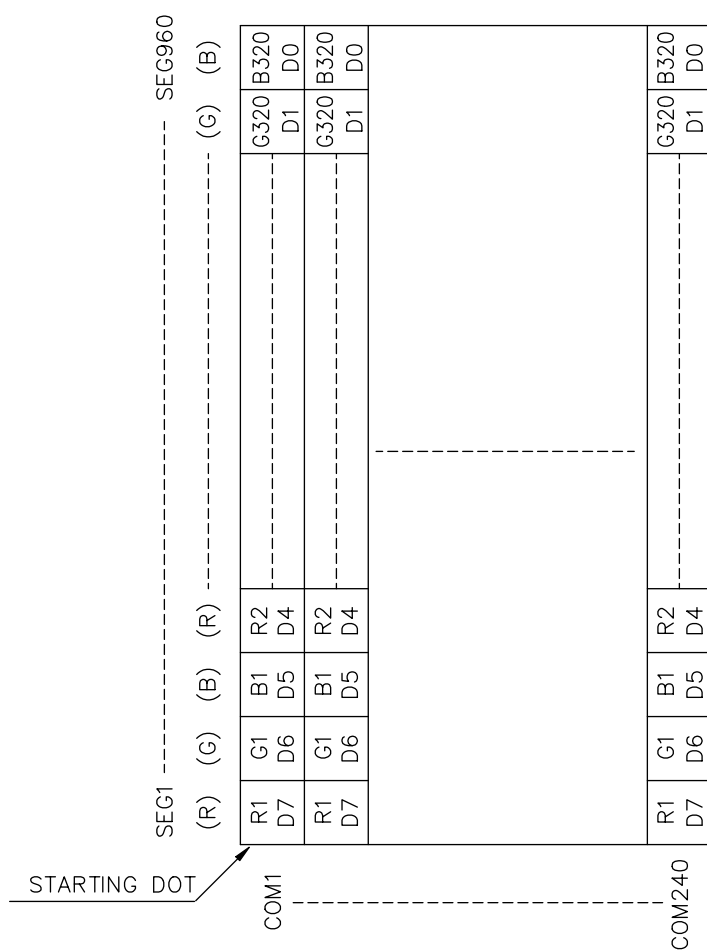 SEG1 SEG960
(R) (G) (B) (R) (G) (B)
R1 G1 B1 R2 G320 B320
D7 D6 D5 D4 D1 D0
R1 G1 B1 R2 G320 B320
D7 D6 D5 D4 D1 D0
R1 G1 B1 R2 G320 B320
D7 D6 D5 D4 D1 D0
STARTING DOT
COM1
COM240